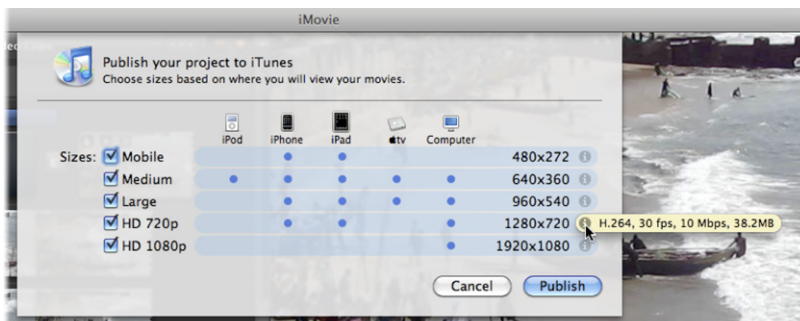 iMovie
Publish your project to iTunes
Choose sizes based on where you will view your movies.
iPod iPhone iPad tv Computer
Sizes: Mobile 480x272
Medium 640x360
Large 960x540
HD 720p 1280x720 H.264, 30 fps, 10 Mbps, 38.2MB
HD 1080p 1920x1080
Cancel Publish